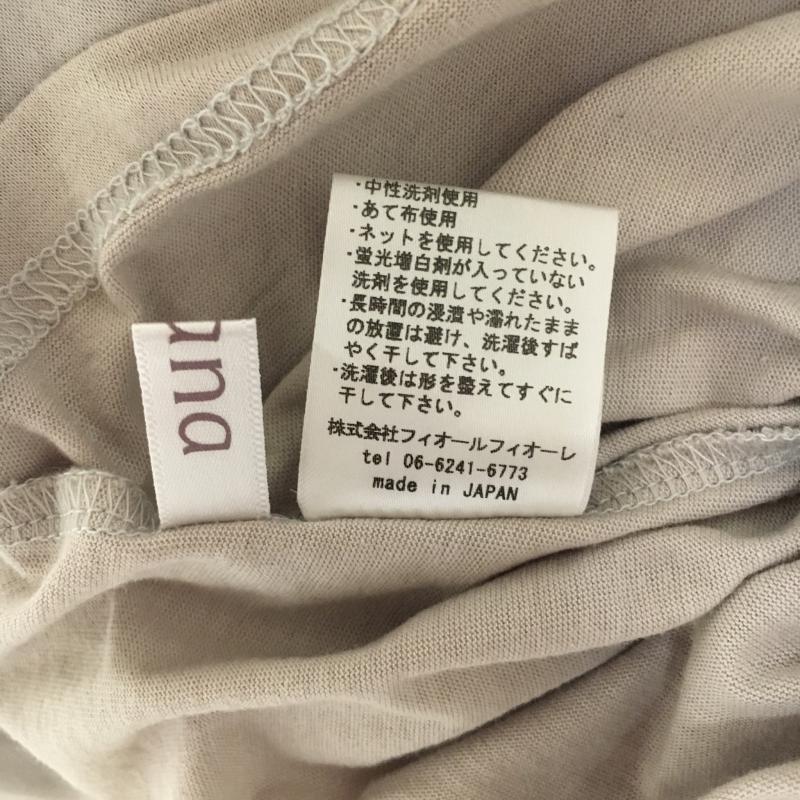 una
・中性洗剤使用
・あて布使用
・ネットを使用してください。
・蛍光増白剤が入っていない
洗剤を使用してください。
・長時間の浸漬や濡れたまま
の放置は避け、洗濯後すば
やく干して下さい。
・洗濯後は形を整えてすぐに
干して下さい。
株式会社フィオールフィオーレ
tel 06-6241-6773
made in JAPAN